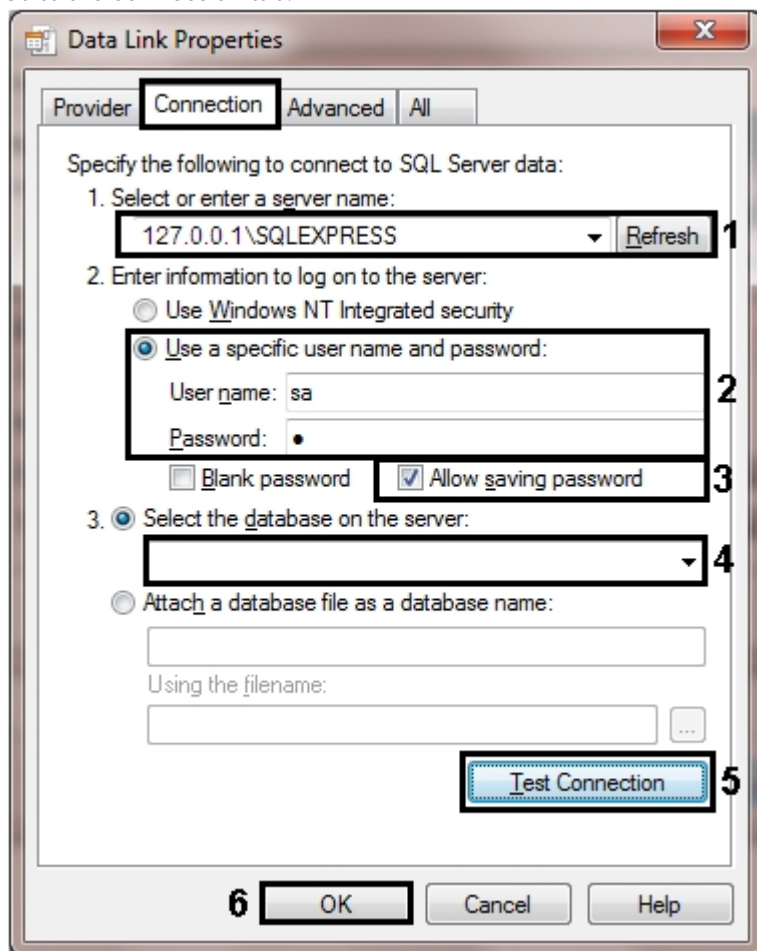 Data Link Properties
Provider Connection Advanced All
Specify the following to connect to SQL Server data:
1. Select or enter a server name:
127.0.0.1\SQLEXPRESS Refresh 1
2. Enter information to log on to the server:
Use Windows NT Integrated security
Use a specific user name and password:
User name: sa 2
Password: ●
Blank password Allow saving password 3
3. Select the database on the server:
4
Attach a database file as a database name:
Using the filename:
...
Test Connection 5
6 OK Cancel Help